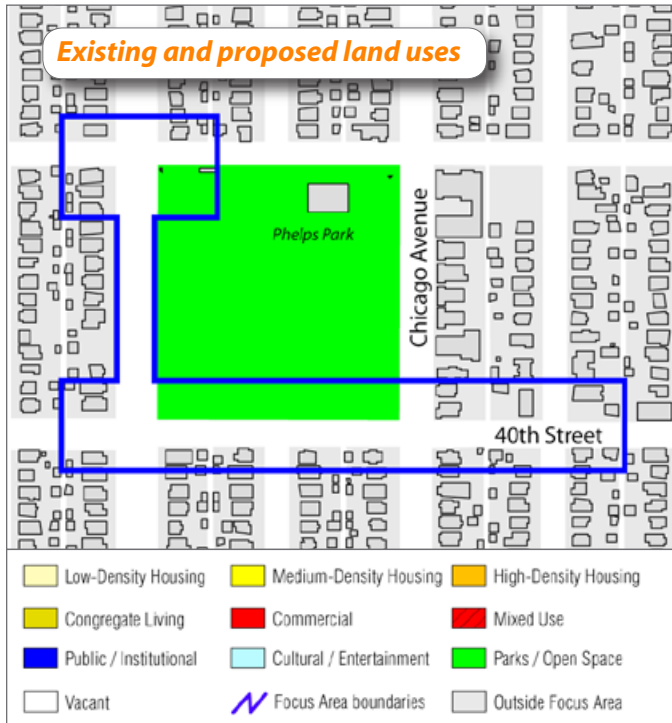 Existing and proposed land uses
Phelps Park
Chicago Avenue
40th Street
Low-Density Housing
Medium-Density Housing
High-Density Housing
Congregate Living
Commercial
Mixed Use
Public / Institutional
Cultural / Entertainment
Parks / Open Space
Vacant
Focus Area boundaries
Outside Focus Area